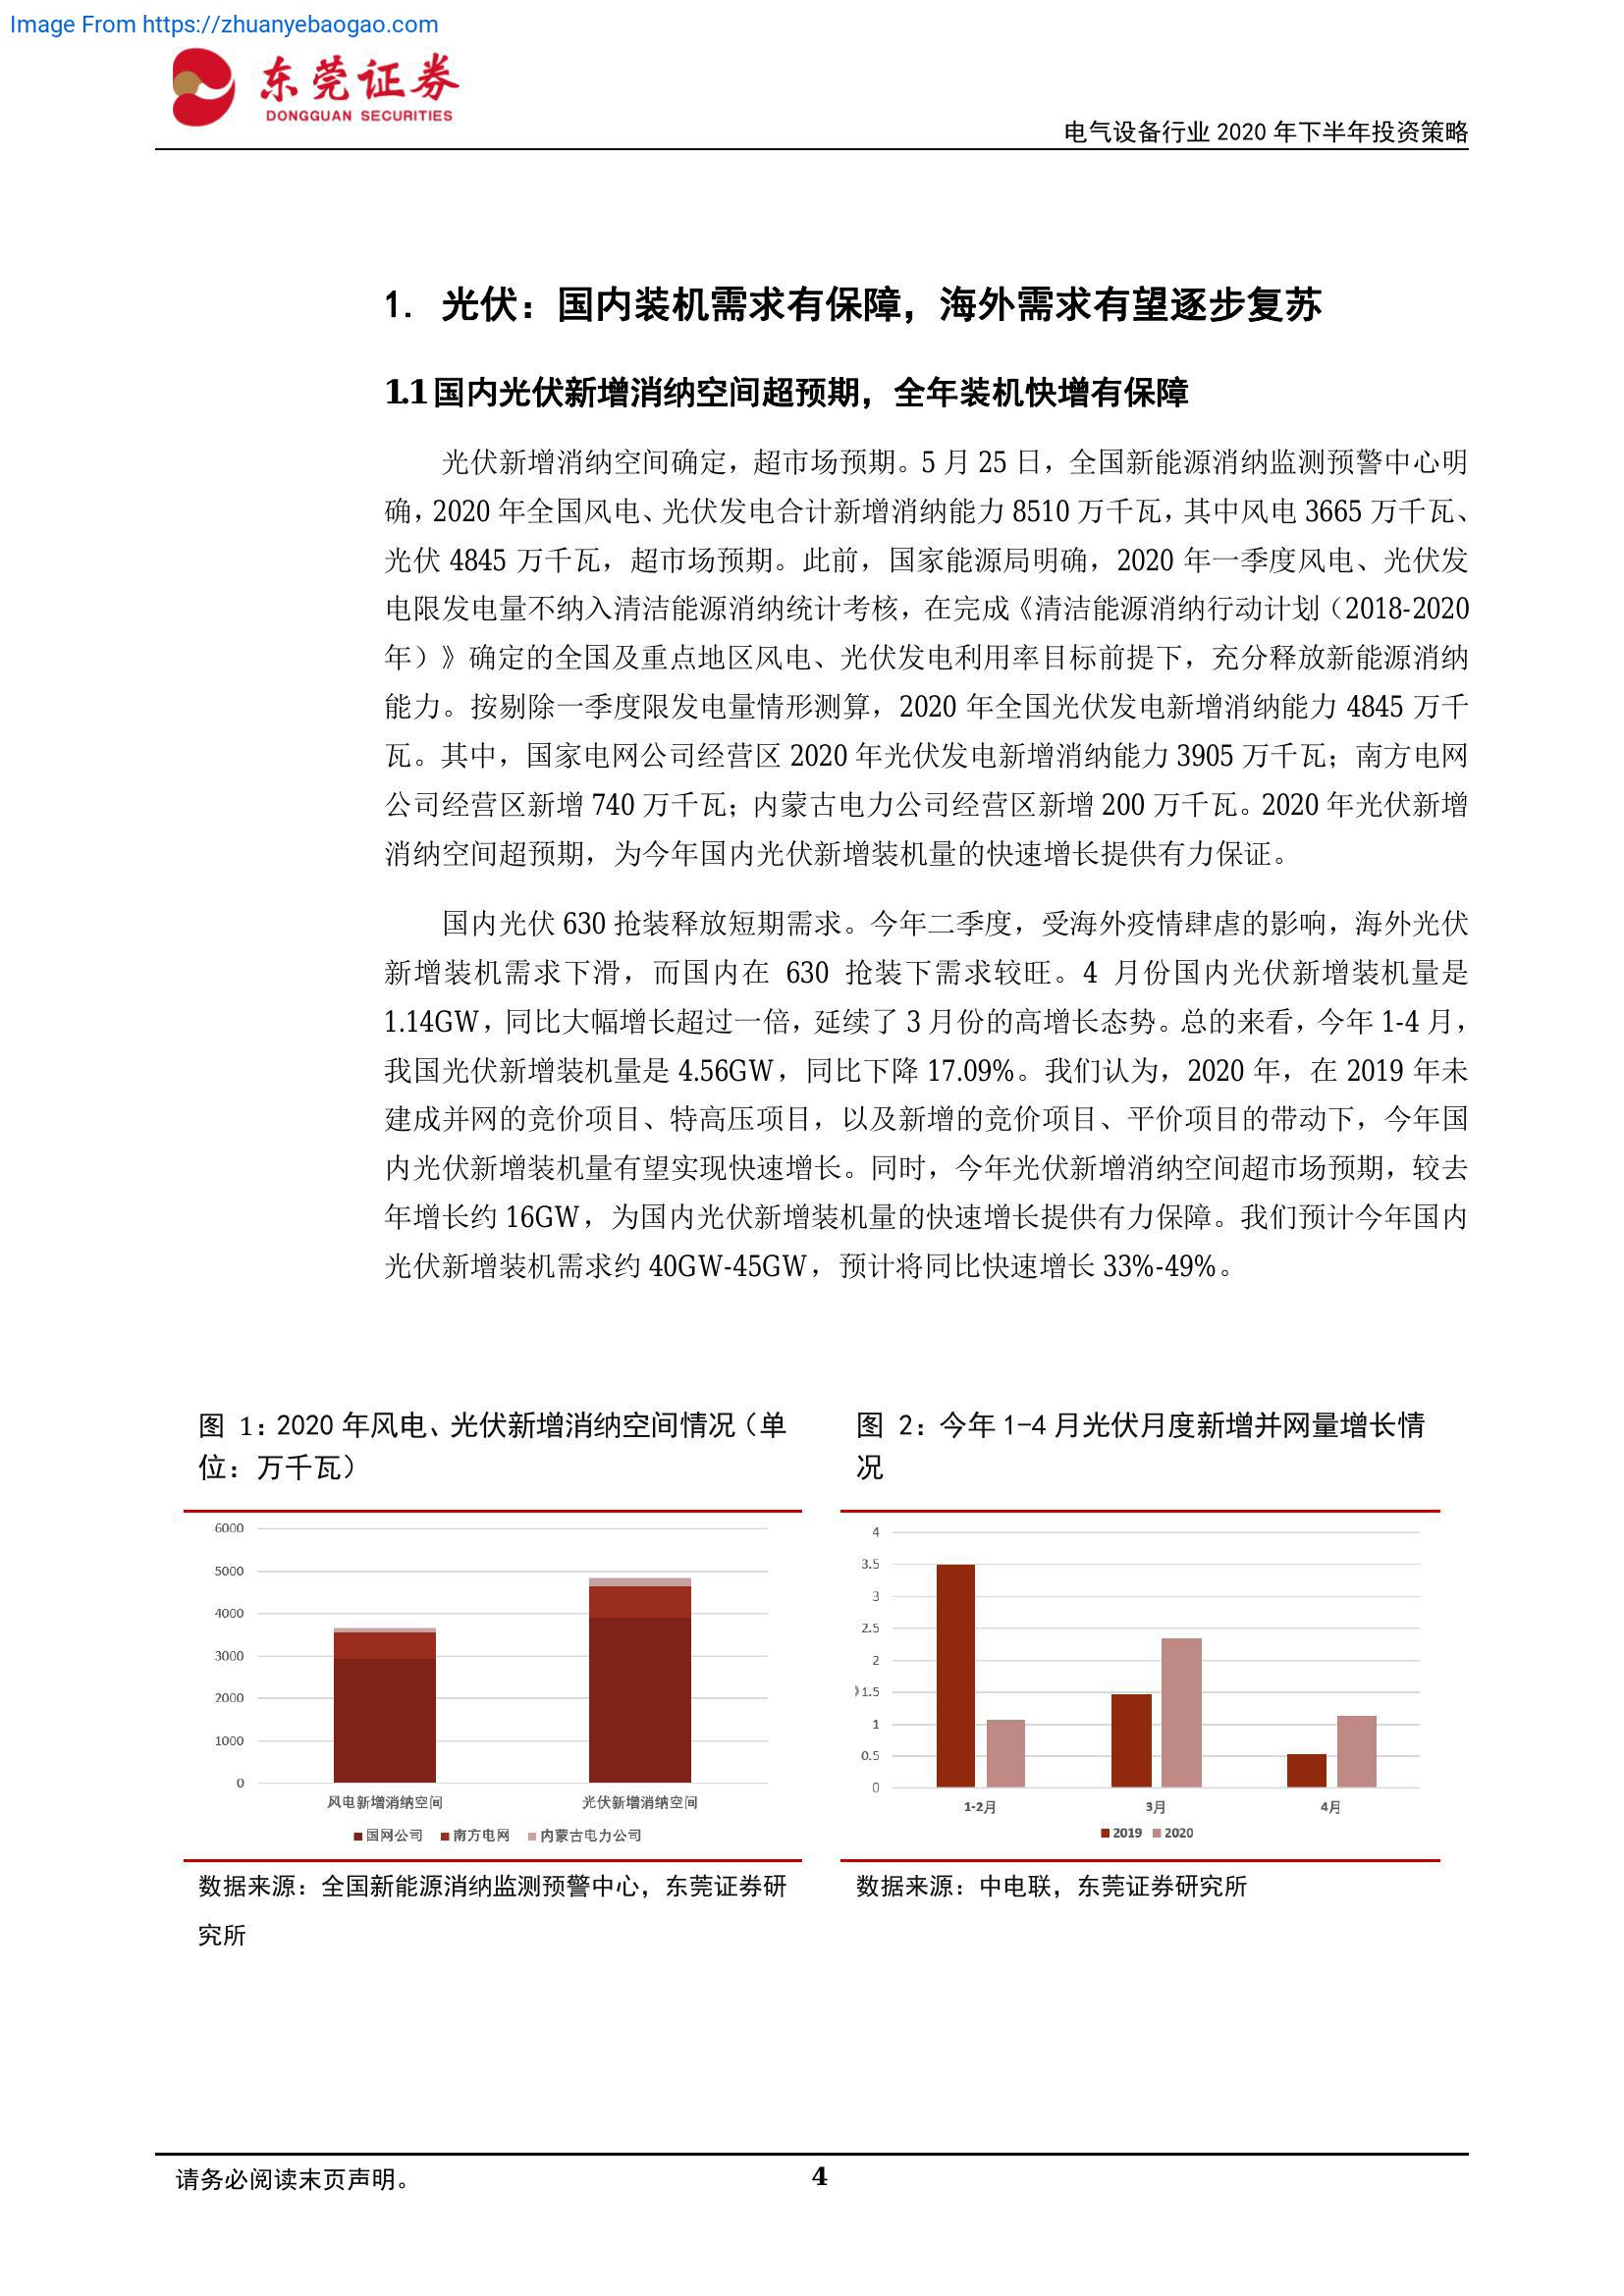 Image From https://zhuanyebaogao.com
东莞证券
DONGGUAN SECURITIES
电气设备行业 2020 年下半年投资策略
1. 光伏：国内装机需求有保障，海外需求有望逐步复苏
1.1 国内光伏新增消纳空间超预期，全年装机快增有保障
光伏新增消纳空间确定，超市场预期。5 月 25 日，全国新能源消纳监测预警中心明
确，2020 年全国风电、光伏发电合计新增消纳能力 8510 万千瓦，其中风电 3665 万千瓦、
光伏 4845 万千瓦，超市场预期。此前，国家能源局明确，2020 年一季度风电、光伏发
电限发电量不纳入清洁能源消纳统计考核，在完成《清洁能源消纳行动计划（2018-2020
年）》确定的全国及重点地区风电、光伏发电利用率目标前提下，充分释放新能源消纳
能力。按剔除一季度限发电量情形测算，2020 年全国光伏发电新增消纳能力 4845 万千
瓦。其中，国家电网公司经营区 2020 年光伏发电新增消纳能力 3905 万千瓦；南方电网
公司经营区新增 740 万千瓦；内蒙古电力公司经营区新增 200 万千瓦。2020 年光伏新增
消纳空间超预期，为今年国内光伏新增装机量的快速增长提供有力保证。
国内光伏 630 抢装释放短期需求。今年二季度，受海外疫情肆虐的影响，海外光伏
新增装机需求下滑，而国内在 630 抢装下需求较旺。4 月份国内光伏新增装机量是
1.14GW，同比大幅增长超过一倍，延续了 3 月份的高增长态势。总的来看，今年 1-4 月，
我国光伏新增装机量是 4.56GW，同比下降 17.09%。我们认为，2020 年，在 2019 年未
建成并网的竞价项目、特高压项目，以及新增的竞价项目、平价项目的带动下，今年国
内光伏新增装机量有望实现快速增长。同时，今年光伏新增消纳空间超市场预期，较去
年增长约 16GW，为国内光伏新增装机量的快速增长提供有力保障。我们预计今年国内
光伏新增装机需求约 40GW-45GW，预计将同比快速增长 33%-49%。
图 1：2020 年风电、光伏新增消纳空间情况（单
位：万千瓦）
6000
5000
4000
3000
2000
1000
0
风电新增消纳空间 光伏新增消纳空间
国网公司 南方电网 内蒙古电力公司
数据来源：全国新能源消纳监测预警中心，东莞证券研
究所
图 2：今年 1-4 月光伏月度新增并网量增长情
况
4
3.5
3
2.5
2
1.5
1
0.5
0
1-2月 3月 4月
2019 2020
数据来源：中电联，东莞证券研究所
请务必阅读末页声明。
4